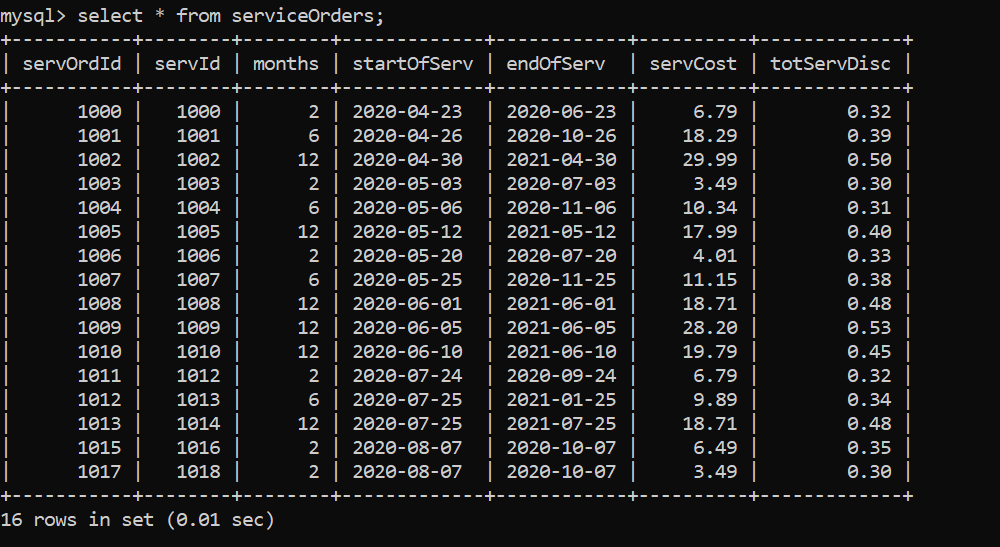 mysql> select * from serviceOrders;
+-----------+--------+--------+-------------+------------+----------+-------------+
| servOrdId | servId | months | startOfServ | endOfServ  | servCost | totServDisc |
+-----------+--------+--------+-------------+------------+----------+-------------+
|      1000 |   1000 |      2 | 2020-04-23  | 2020-06-23 |     6.79 |        0.32 |
|      1001 |   1001 |      6 | 2020-04-26  | 2020-10-26 |    18.29 |        0.39 |
|      1002 |   1002 |     12 | 2020-04-30  | 2021-04-30 |    29.99 |        0.50 |
|      1003 |   1003 |      2 | 2020-05-03  | 2020-07-03 |     3.49 |        0.30 |
|      1004 |   1004 |      6 | 2020-05-06  | 2020-11-06 |    10.34 |        0.31 |
|      1005 |   1005 |     12 | 2020-05-12  | 2021-05-12 |    17.99 |        0.40 |
|      1006 |   1006 |      2 | 2020-05-20  | 2020-07-20 |     4.01 |        0.33 |
|      1007 |   1007 |      6 | 2020-05-25  | 2020-11-25 |    11.15 |        0.38 |
|      1008 |   1008 |     12 | 2020-06-01  | 2021-06-01 |    18.71 |        0.48 |
|      1009 |   1009 |     12 | 2020-06-05  | 2021-06-05 |    28.20 |        0.53 |
|      1010 |   1010 |     12 | 2020-06-10  | 2021-06-10 |    19.79 |        0.45 |
|      1011 |   1012 |      2 | 2020-07-24  | 2020-09-24 |     6.79 |        0.32 |
|      1012 |   1013 |      6 | 2020-07-25  | 2021-01-25 |     9.89 |        0.34 |
|      1013 |   1014 |     12 | 2020-07-25  | 2021-07-25 |    18.71 |        0.48 |
|      1015 |   1016 |      2 | 2020-08-07  | 2020-10-07 |     6.49 |        0.35 |
|      1017 |   1018 |      2 | 2020-08-07  | 2020-10-07 |     3.49 |        0.30 |
+-----------+--------+--------+-------------+------------+----------+-------------+
16 rows in set (0.01 sec)